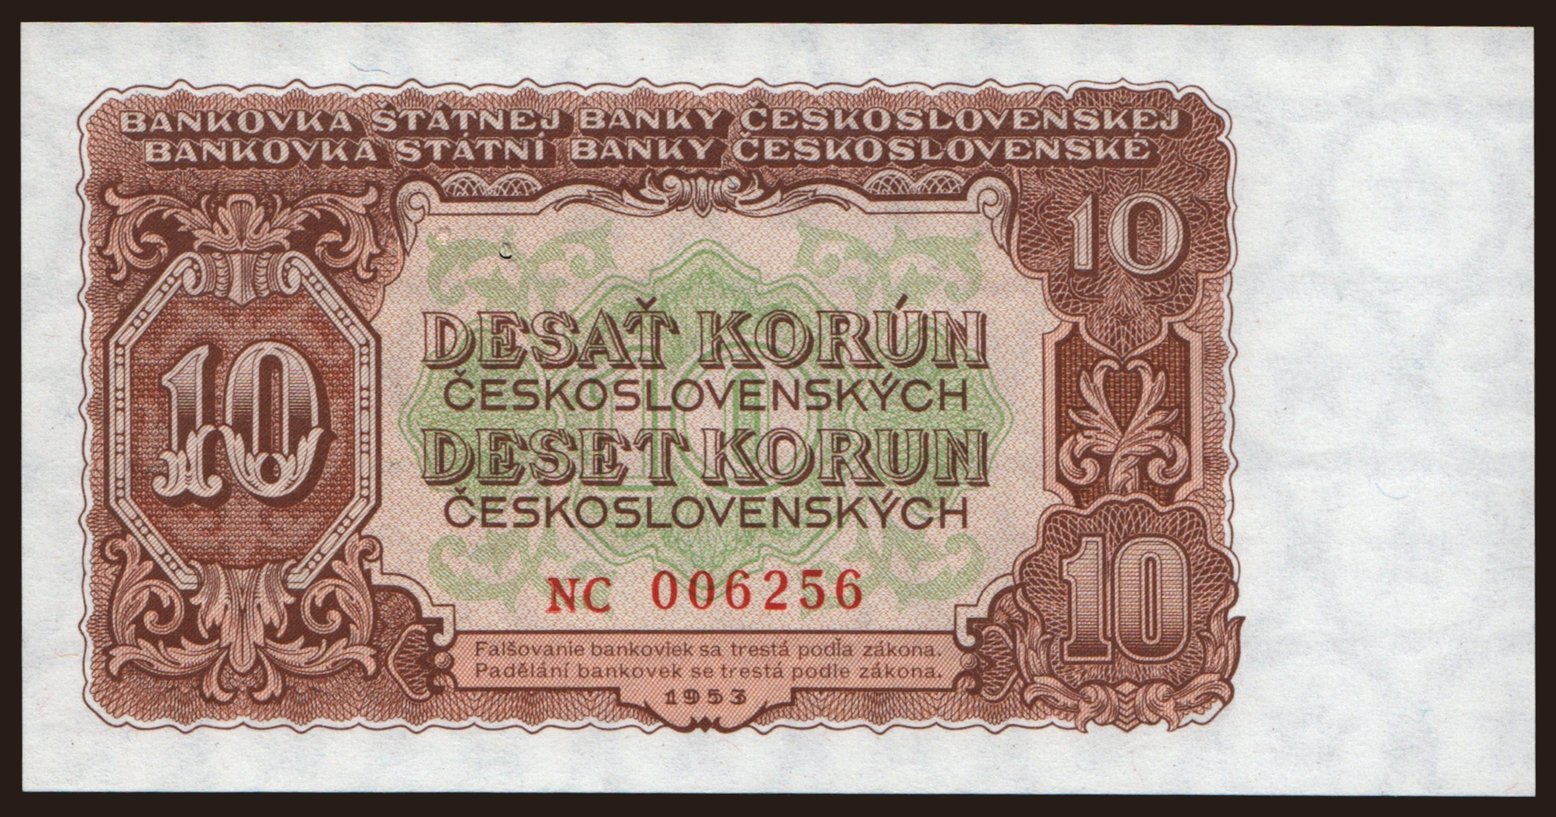 BANKOVKA ŠTÁTNEJ BANKY ČESKOSLOVENSKEJ
BANKOVKA STÁTNÍ BANKY ČESKOSLOVENSKÉ
10
10
DESAŤ KORÚN
ČESKOSLOVENSKÝCH
10
DESET KORUN
ČESKOSLOVENSKÝCH
NC 006256
10
Falšovanie bankoviek sa trestá podľa zákona.
Padělání bankovek se trestá podle zákona.
1953